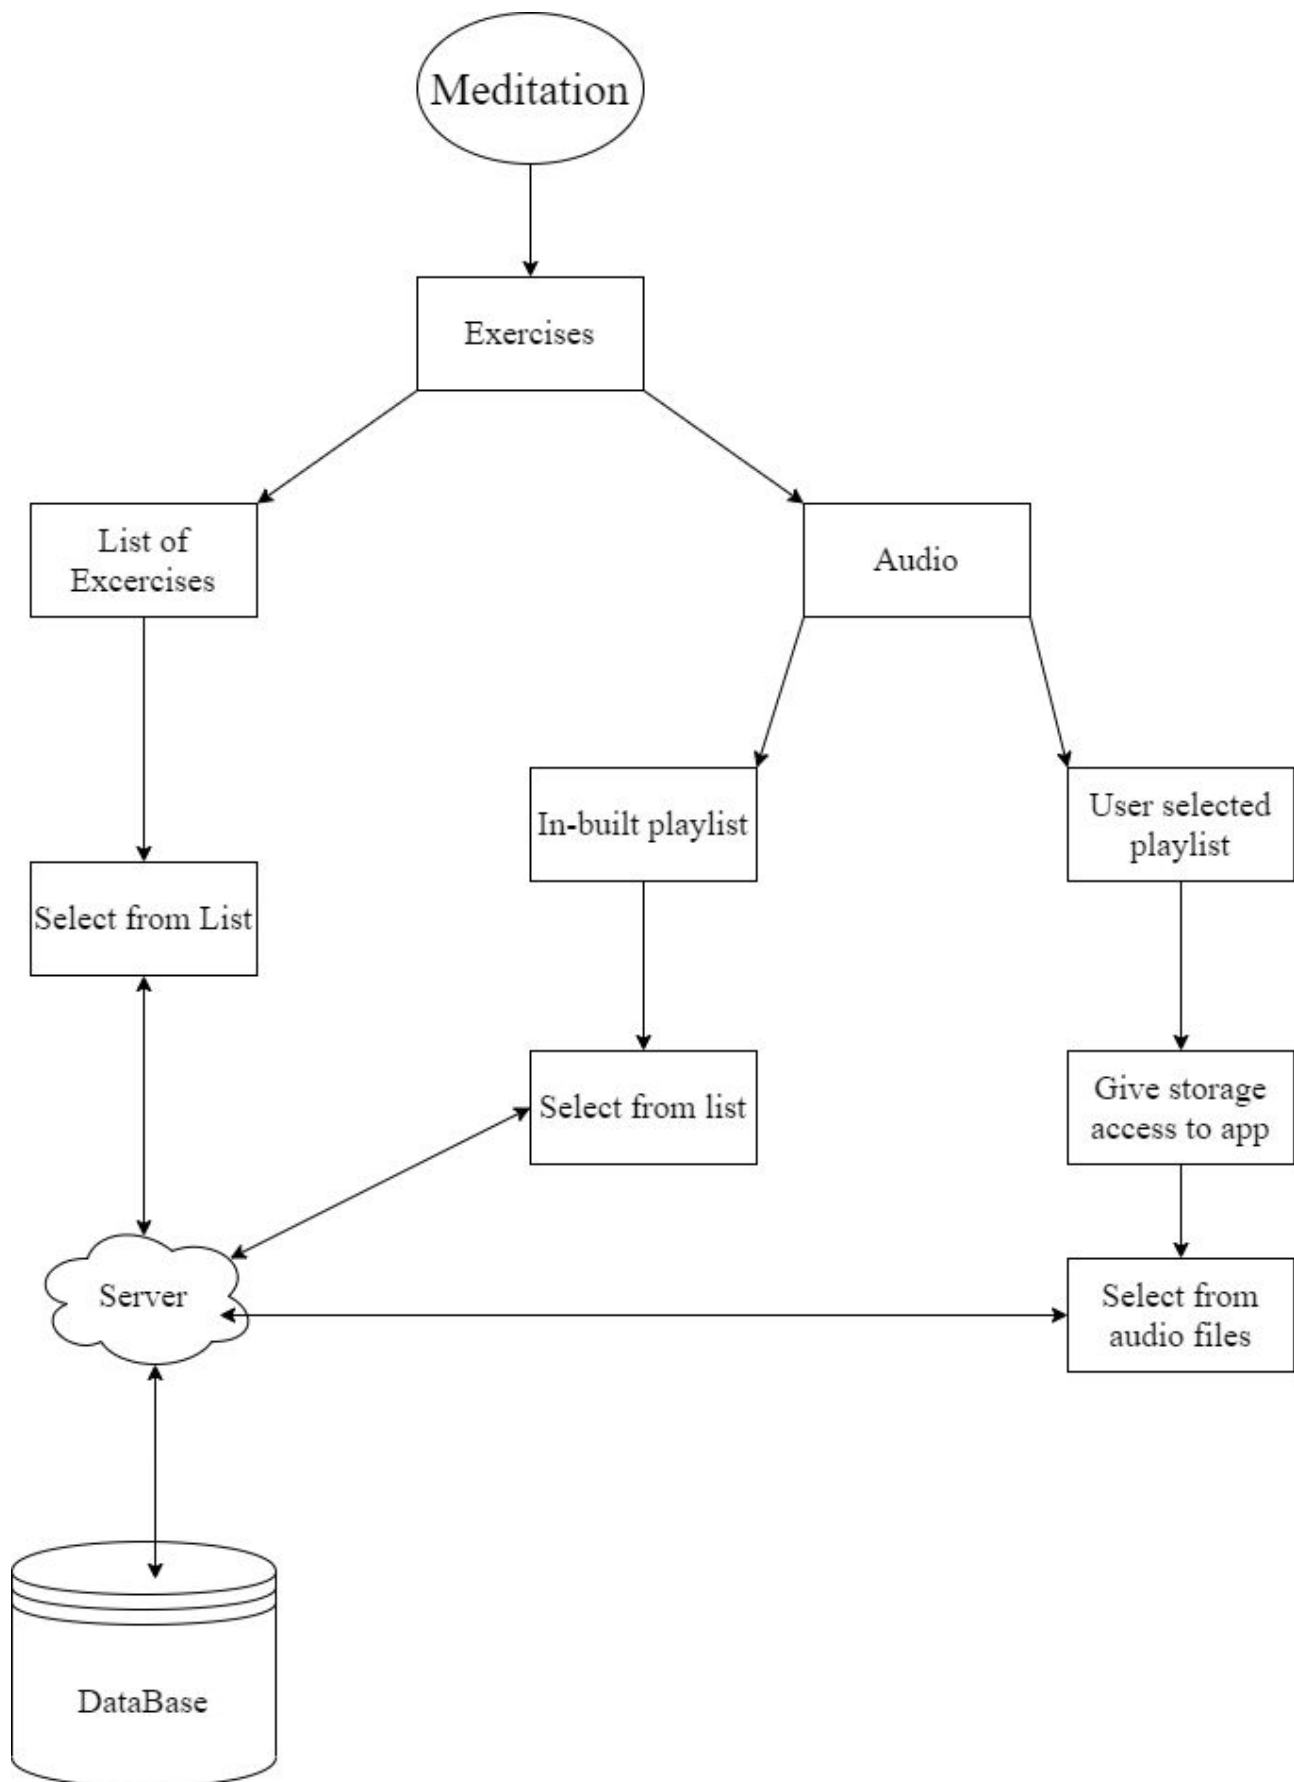 Meditation
Exercises
List of
Excercises
Audio
In-built playlist
User selected
playlist
Select from List
Select from list
Give storage
access to app
Server
Select from
audio files
DataBase